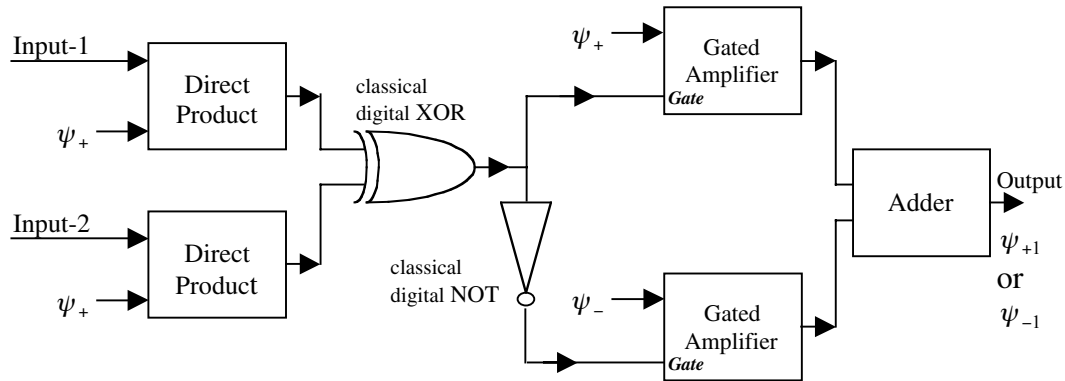 Input-1
Direct
Product
ψ₊
Input-2
Direct
Product
ψ₊
classical
digital XOR
classical
digital NOT
ψ₊
Gated
Amplifier
Gate
ψ₋
Gated
Amplifier
Gate
Adder
Output
ψ₊₁
or
ψ₋₁